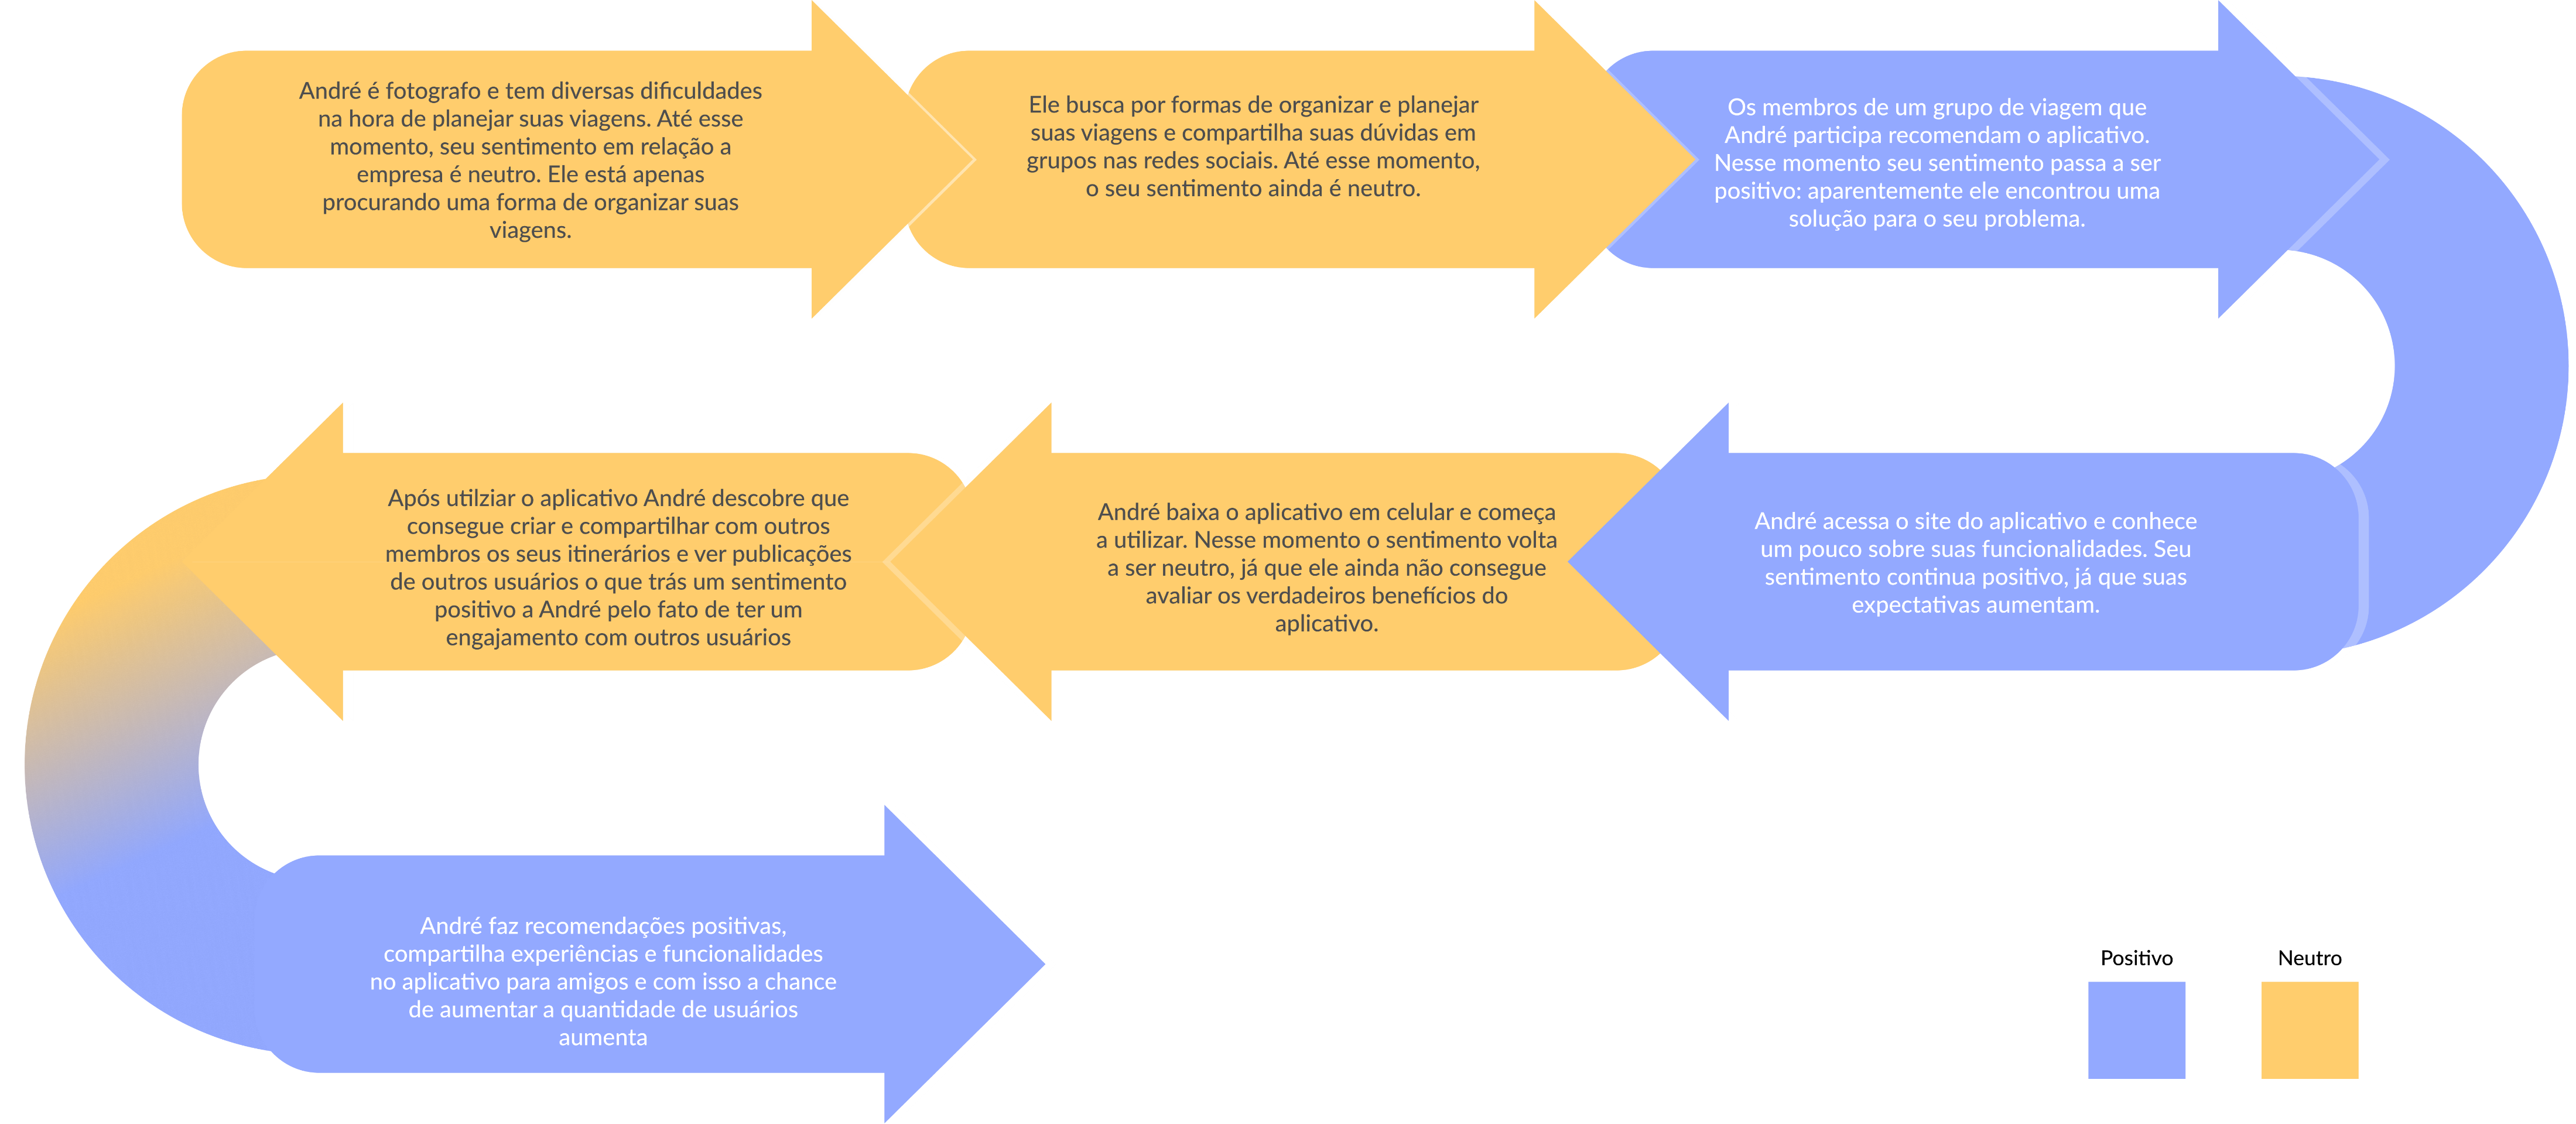 André é fotografo e tem diversas dificuldades
na hora de planejar suas viagens. Até esse
momento, seu sentimento em relação a
empresa é neutro. Ele está apenas
procurando uma forma de organizar suas
viagens.
Ele busca por formas de organizar e planejar
suas viagens e compartilha suas dúvidas em
grupos nas redes sociais. Até esse momento,
o seu sentimento ainda é neutro.
Os membros de um grupo de viagem que
André participa recomendam o aplicativo.
Nesse momento seu sentimento passa a ser
positivo: aparentemente ele encontrou uma
solução para o seu problema.
André acessa o site do aplicativo e conhece
um pouco sobre suas funcionalidades. Seu
sentimento continua positivo, já que suas
expectativas aumentam.
André baixa o aplicativo em celular e começa
a utilizar. Nesse momento o sentimento volta
a ser neutro, já que ele ainda não consegue
avaliar os verdadeiros benefícios do
aplicativo.
Após utilziar o aplicativo André descobre que
consegue criar e compartilhar com outros
membros os seus itinerários e ver publicações
de outros usuários o que trás um sentimento
positivo a André pelo fato de ter um
engajamento com outros usuários
André faz recomendações positivas,
compartilha experiências e funcionalidades
no aplicativo para amigos e com isso a chance
de aumentar a quantidade de usuários
aumenta
Positivo
Neutro